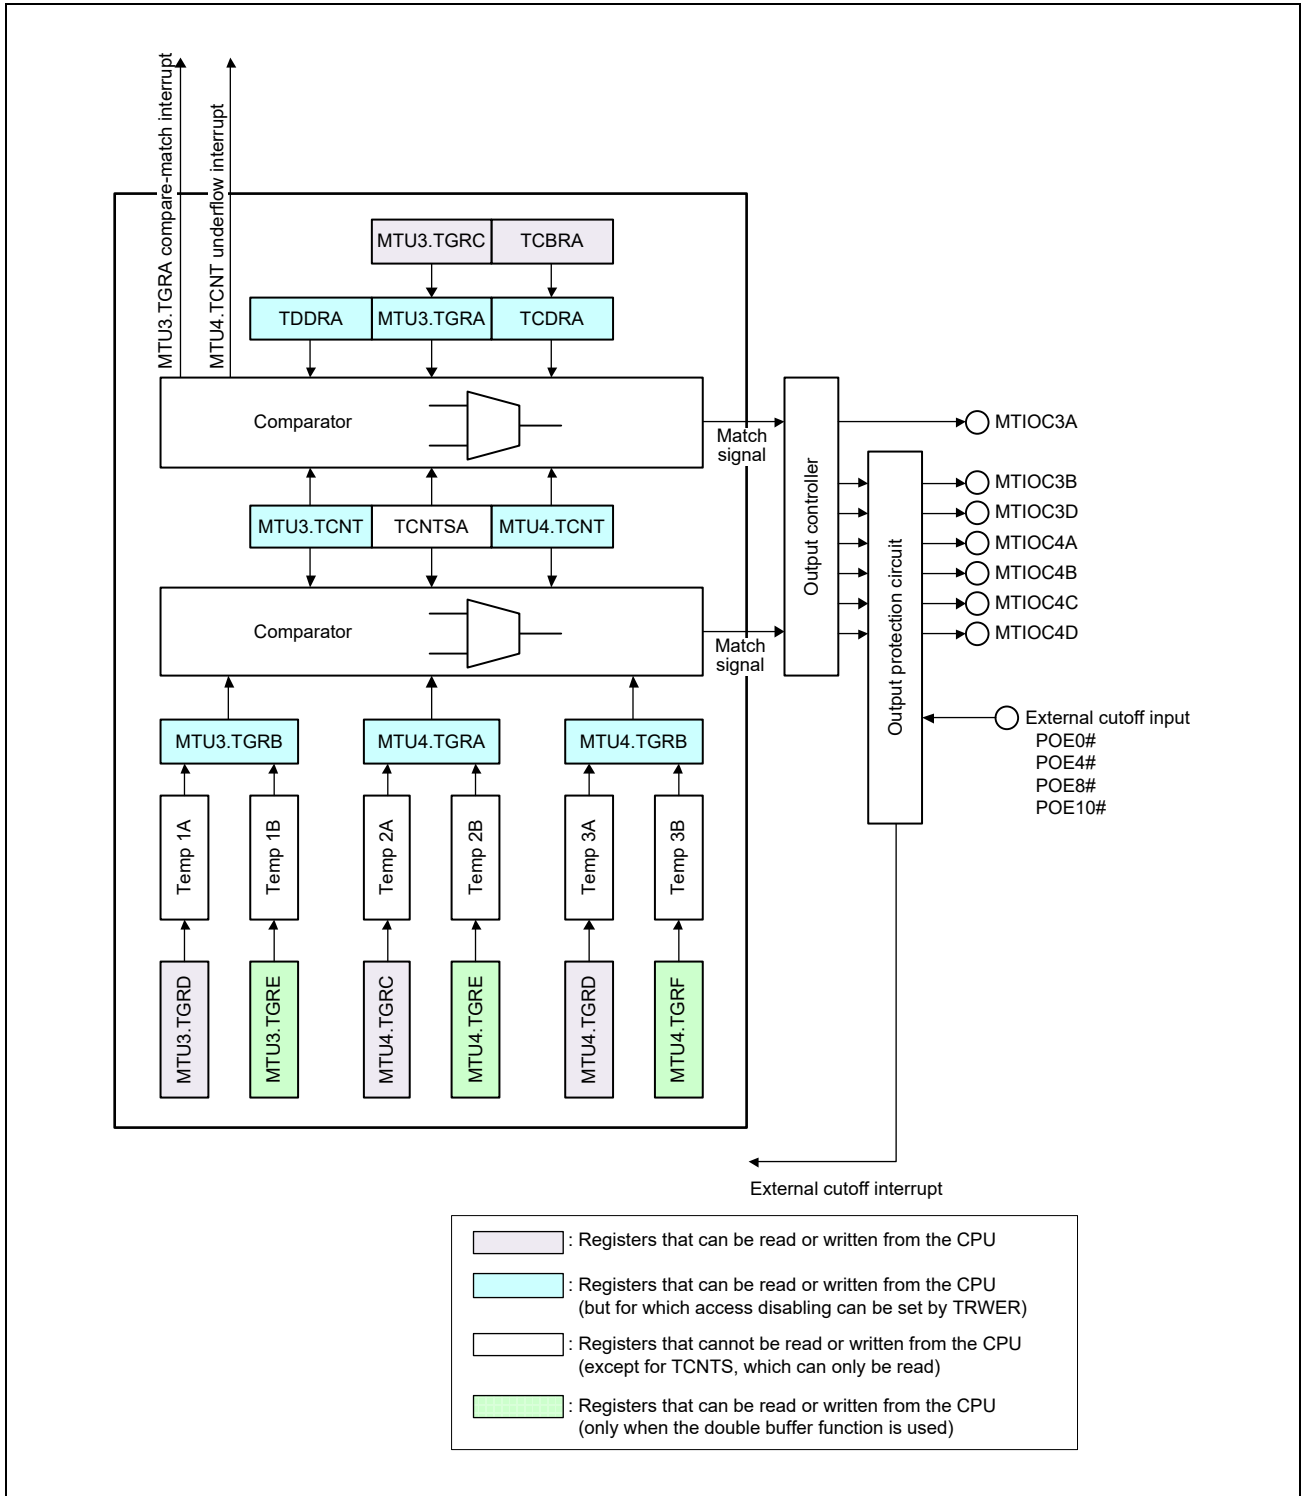 MTU3.TGRA compare-match interrupt
MTU4.TCNT underflow interrupt
MTU3.TGRC
TCBRA
TDDRA
MTU3.TGRA
TCDRA
Comparator
Match
signal
Output controller
MTIOC3A
MTU3.TCNT
TCNTSA
MTU4.TCNT
Comparator
Match
signal
Output protection circuit
MTIOC3B
MTIOC3D
MTIOC4A
MTIOC4B
MTIOC4C
MTIOC4D
External cutoff input
POE0#
POE4#
POE8#
POE10#
MTU3.TGRB
MTU4.TGRA
MTU4.TGRB
Temp 1A
Temp 1B
Temp 2A
Temp 2B
Temp 3A
Temp 3B
MTU3.TGRD
MTU3.TGRE
MTU4.TGRC
MTU4.TGRE
MTU4.TGRD
MTU4.TGRF
External cutoff interrupt
: Registers that can be read or written from the CPU
: Registers that can be read or written from the CPU
(but for which access disabling can be set by TRWER)
: Registers that cannot be read or written from the CPU
(except for TCNTS, which can only be read)
: Registers that can be read or written from the CPU
(only when the double buffer function is used)